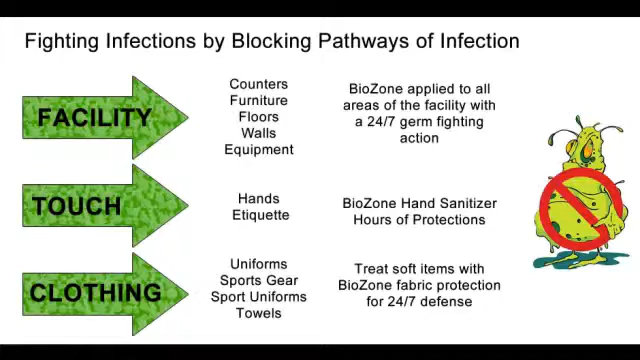 Fighting Infections by Blocking Pathways of Infection
FACILITY
Counters
Furniture
Floors
Walls
Equipment
BioZone applied to all
areas of the facility with
a 24/7 germ fighting
action
TOUCH
Hands
Etiquette
BioZone Hand Sanitizer
Hours of Protections
CLOTHING
Uniforms
Sports Gear
Sport Uniforms
Towels
Treat soft items with
BioZone fabric protection
for 24/7 defense